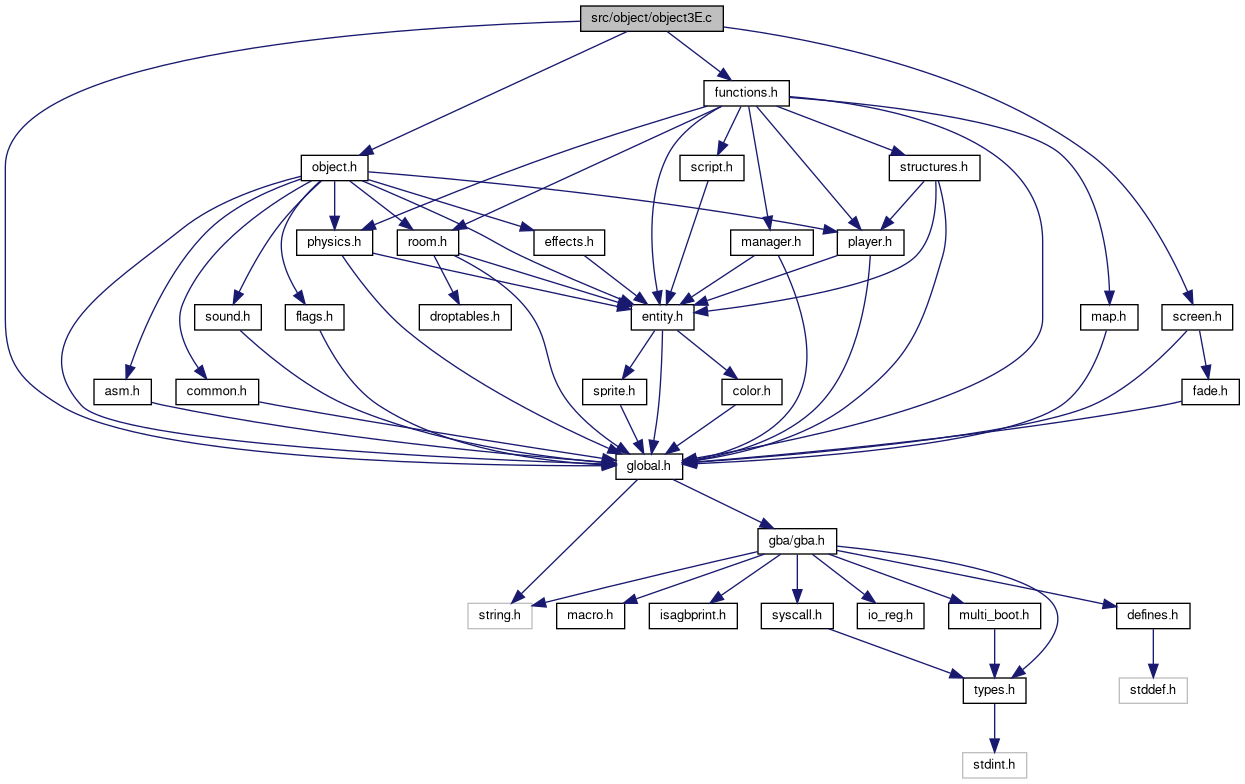 src/object/object3E.c
functions.h
object.h
script.h
structures.h
physics.h
room.h
effects.h
manager.h
player.h
sound.h
flags.h
droptables.h
entity.h
map.h
screen.h
asm.h
common.h
sprite.h
color.h
fade.h
global.h
gba/gba.h
string.h
macro.h
isagbprint.h
syscall.h
io_reg.h
multi_boot.h
defines.h
types.h
stddef.h
stdint.h